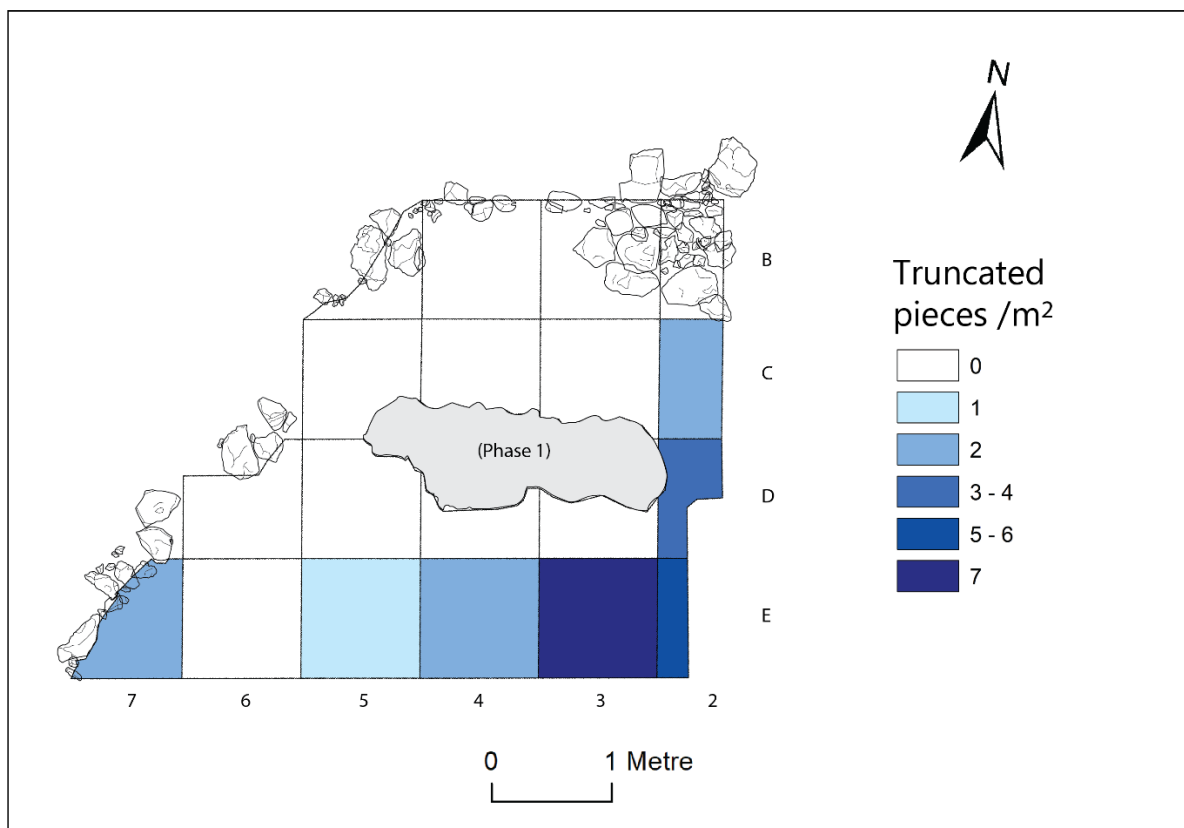 N
B
C
(Phase 1)
D
E
7 6 5 4 3 2
0 1 Metre
Truncated
pieces /m²
0
1
2
3 - 4
5 - 6
7